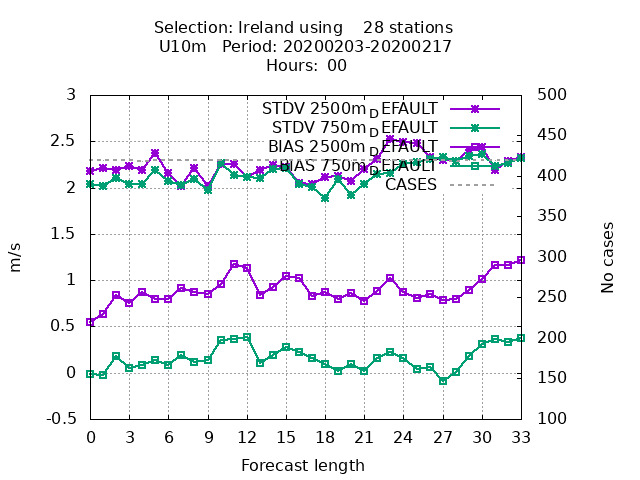 Selection: Ireland using 28 stations
U10m Period: 20200203-20200217
Hours: 00
STDV 2500m_DEFAULT
STDV 750m_DEFAULT
BIAS 2500m_DEFAULT
BIAS 750m_DEFAULT
CASES
3
2.5
2
1.5
1
0.5
0
-0.5
m/s
500
450
400
350
300
250
200
150
100
No cases
0 3 6 9 12 15 18 21 24 27 30 33
Forecast length